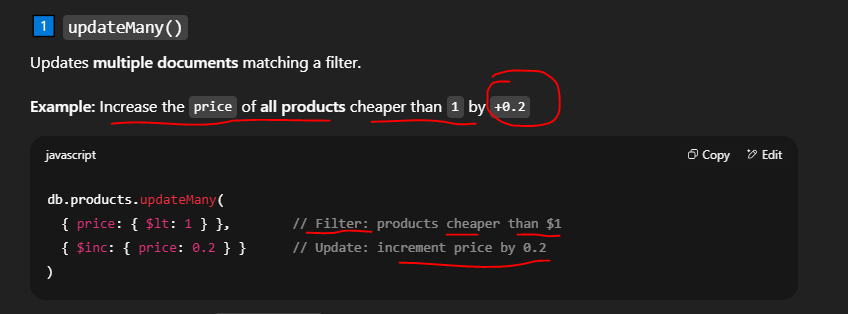 1 updateMany()
Updates multiple documents matching a filter.
Example: Increase the price of all products cheaper than 1 by +0.2
javascript Copy Edit
db.products.updateMany(
{ price: { $lt: 1 } }, // Filter: products cheaper than $1
{ $inc: { price: 0.2 } } // Update: increment price by 0.2
)